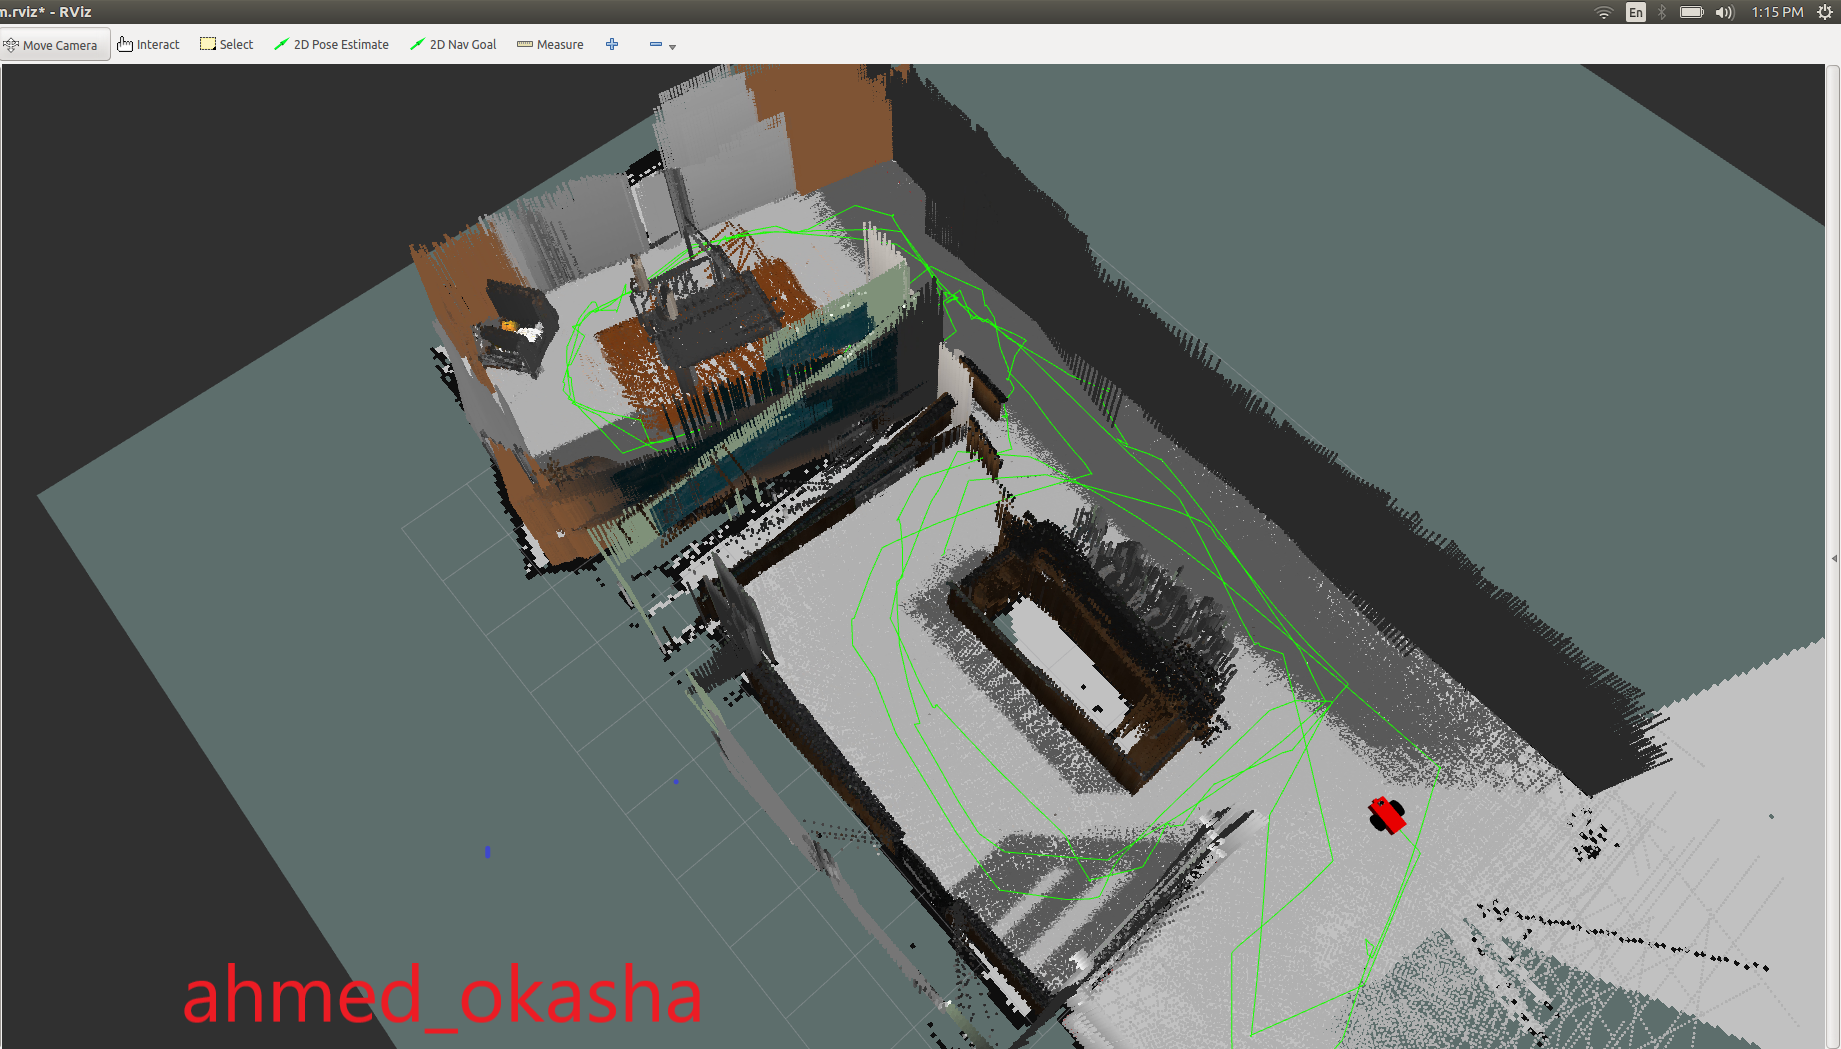 m.rviz* - RViz
En
1:15 PM
Move Camera
Interact
Select
2D Pose Estimate
2D Nav Goal
Measure
ahmed_okasha